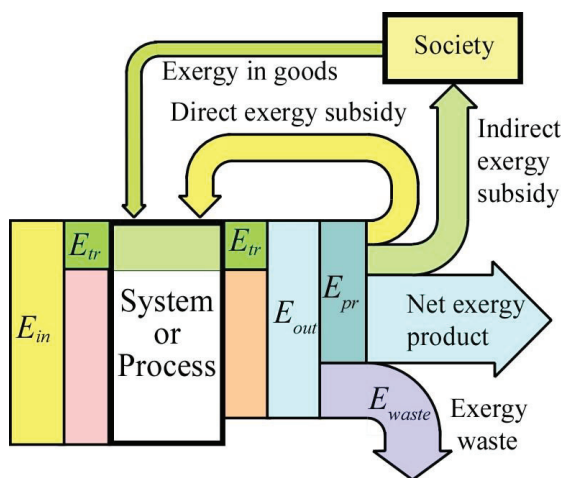 Society
Exergy in goods
Direct exergy subsidy
Indirect
exergy
subsidy
E_in
E_tr
System
or
Process
E_tr
E_out
E_pr
Net exergy
product
E_waste
Exergy
waste